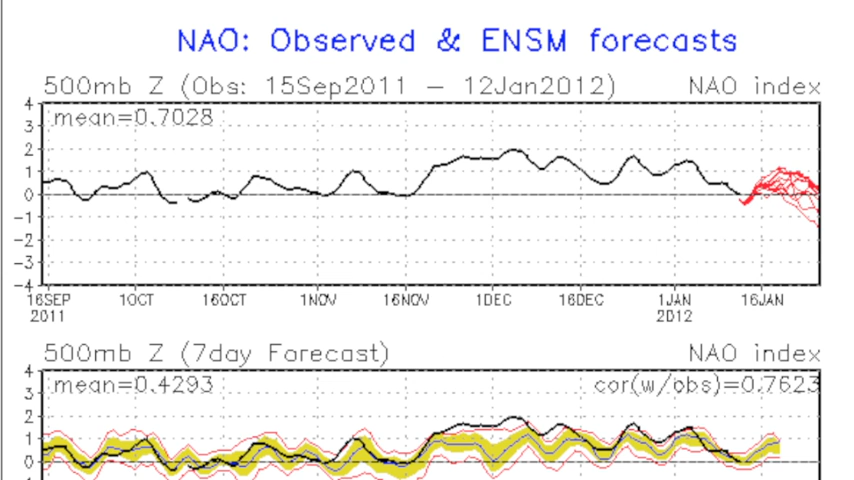 NAO: Observed & ENSM forecasts
500mb Z (Obs: 15Sep2011 – 12Jan2012) NAO index
mean=0.7028
4
3
2
1
0
-1
-2
-3
-4
16SEP 1OCT 16OCT 1NOV 16NOV 1DEC 16DEC 1JAN 16JAN
2011 2012
500mb Z (7day Forecast) NAO index
mean=0.4293 cor(w/obs)=0.7623
4
3
2
1
0